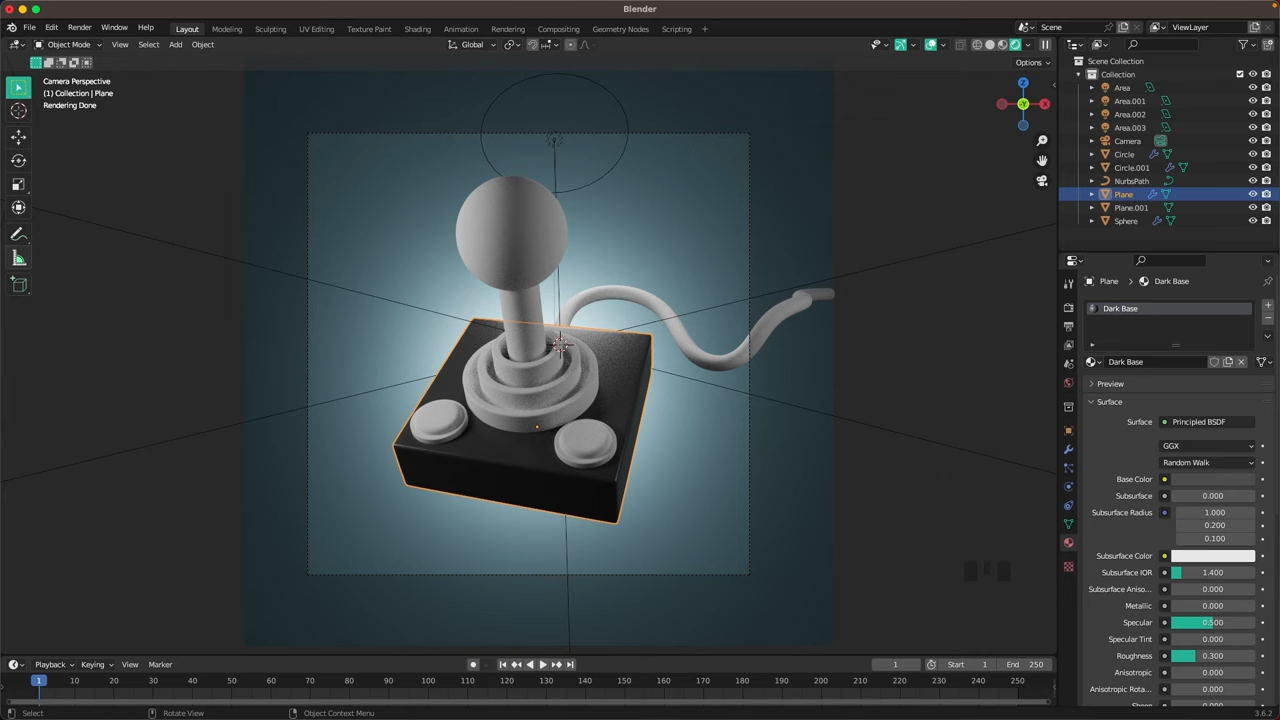 Blender
File Edit Render Window Help
Layout Modeling Sculpting UV Editing Texture Paint Shading Animation Rendering Compositing Geometry Nodes Scripting +
Scene
ViewLayer
Object Mode View Select Add Object
Global
Options
Camera Perspective
(1) Collection | Plane
Rendering Done
Z
Y
X
Scene Collection
Collection
Area
Area.001
Area.002
Area.003
Camera
Circle
Circle.001
NurbsPath
Plane
Plane.001
Sphere
Plane > Dark Base
Dark Base
Dark Base
Preview
Surface
Surface Principled BSDF
GGX
Random Walk
Base Color
Subsurface 0.000
Subsurface Radius 1.000
0.200
0.100
Subsurface Color
Subsurface IOR 1.400
Subsurface Aniso... 0.000
Metallic 0.000
Specular 0.500
Specular Tint 0.000
Roughness 0.300
Anisotropic 0.000
Anisotropic Rota... 0.000
Playback Keying View Marker
1 Start 1 End 250
1 10 20 30 40 50 60 70 80 90 100 110 120 130 140 150 160 170 180 190 200 210 220 230 240 250
Select Rotate View Object Context Menu
3.6.2